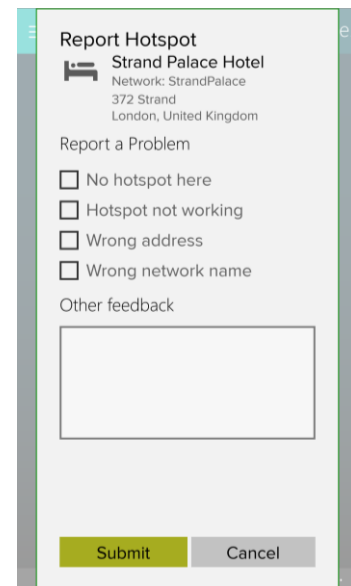 Report Hotspot
Strand Palace Hotel
Network: StrandPalace
372 Strand
London, United Kingdom
Report a Problem
No hotspot here
Hotspot not working
Wrong address
Wrong network name
Other feedback
Submit
Cancel